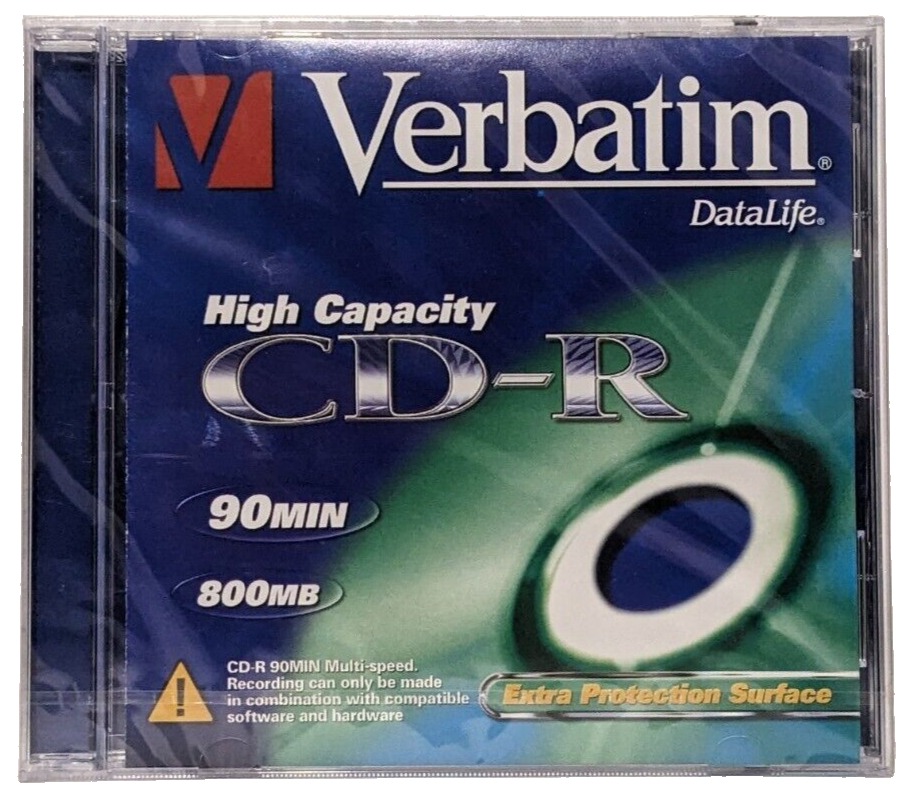 Verbatim®
DataLife®
High Capacity
CD-R
90MIN
800MB
CD-R 90MIN Multi-speed.
Recording can only be made
in combination with compatible
software and hardware
Extra Protection Surface